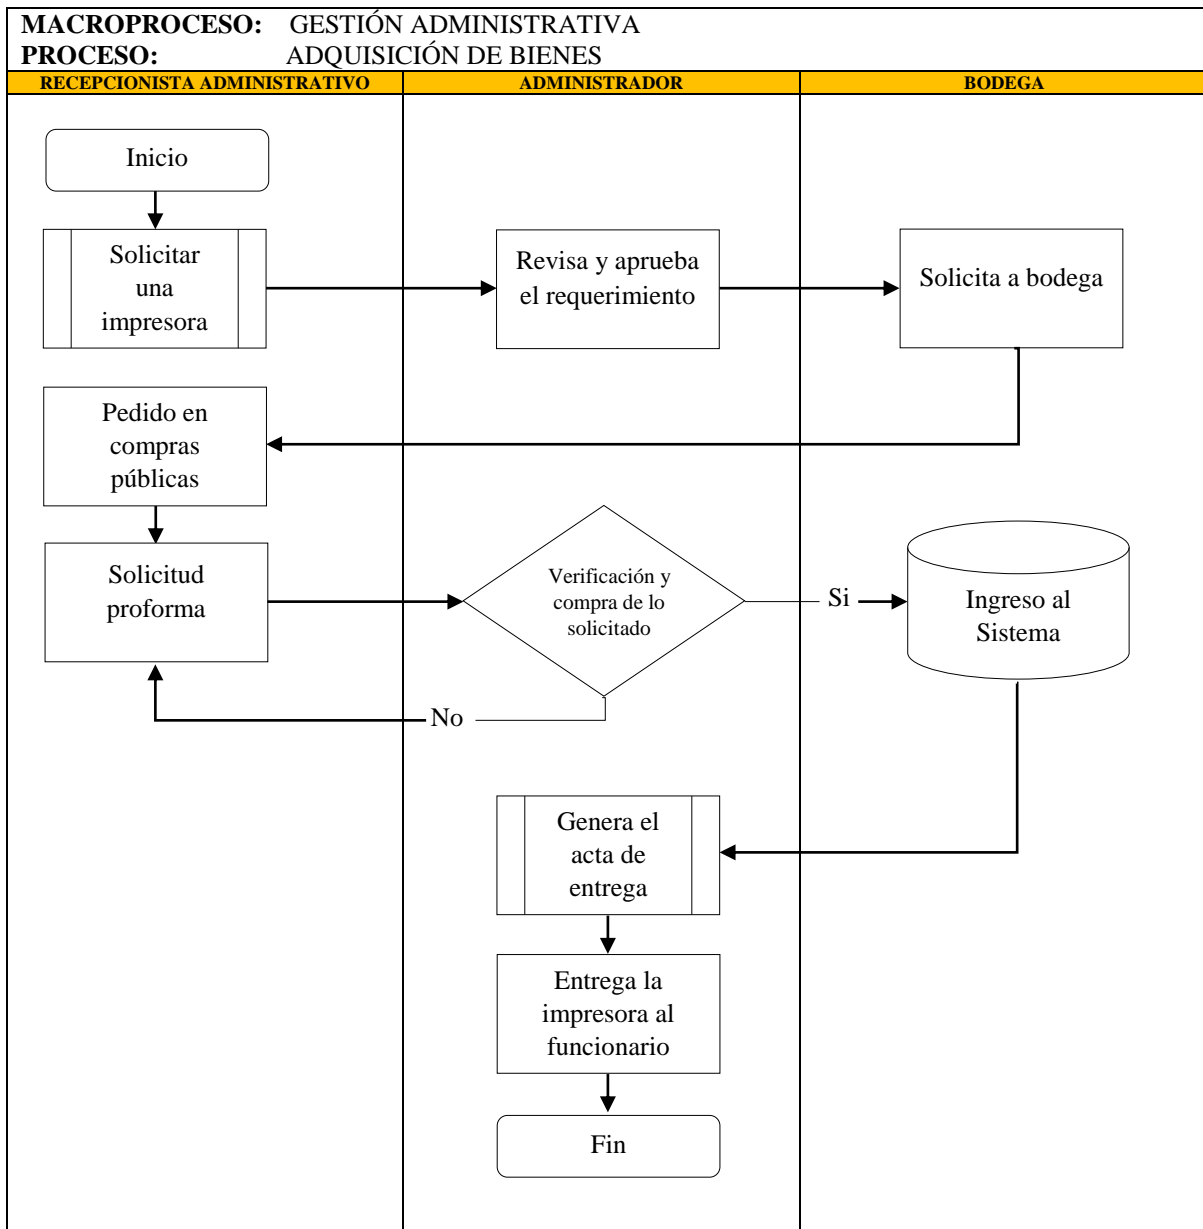 MACROPROCESO: GESTIÓN ADMINISTRATIVA
PROCESO: ADQUISICIÓN DE BIENES
RECEPCIONISTA ADMINISTRATIVO
ADMINISTRADOR
BODEGA
Inicio
Solicitar
una
impresora
Revisa y aprueba
el requerimiento
Solicita a bodega
Pedido en
compras
públicas
Solicitud
proforma
Verificación y
compra de lo
solicitado
Si
Ingreso al
Sistema
No
Genera el
acta de
entrega
Entrega la
impresora al
funcionario
Fin